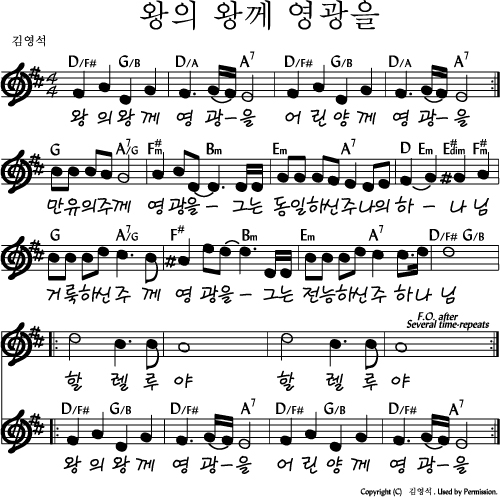 왕의 왕께 영광을
김영석
D/F# G/B D/A A7 D/F# G/B D/A A7
4/4
왕 의 왕 께 영 광-을 어 린 양 께 영 광-을
G A7/G F#m Bm Em A7 D Em E#dim F#m
만유의주께 영 광을- 그는 동일하신주나의 하- 나님
G A7/G F# Bm Em A7 D/F# G/B
거룩하신주 께 영 광을- 그는 전능하신주 하나 님
F.O. after
Several time-repeats
할 렐 루 야 할 렐 루 야
D/F# G/B D/F# A7 D/F# G/B D/F# A7
왕 의 왕 께 영 광-을 어 린 양 께 영 광-을
Copyright (C) 김영석. Used by Permission.